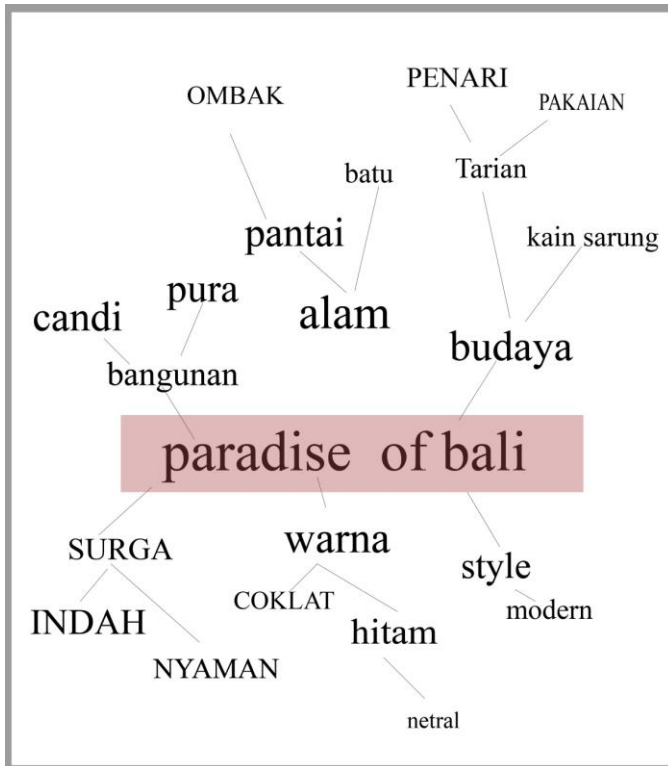 PENARI
OMBAK
PAKAIAN
batu
Tarian
pantai
kain sarung
pura
candi
alam
budaya
bangunan
paradise of bali
SURGA
warna
style
COKLAT
modern
INDAH
hitam
NYAMAN
netral